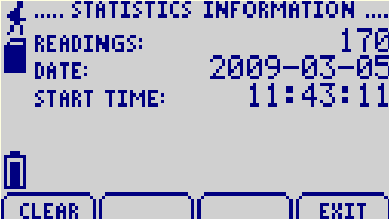 ..... STATISTICS INFORMATION ....
READINGS: 170
DATE: 2009-03-05
START TIME: 11:43:11
CLEAR EXIT